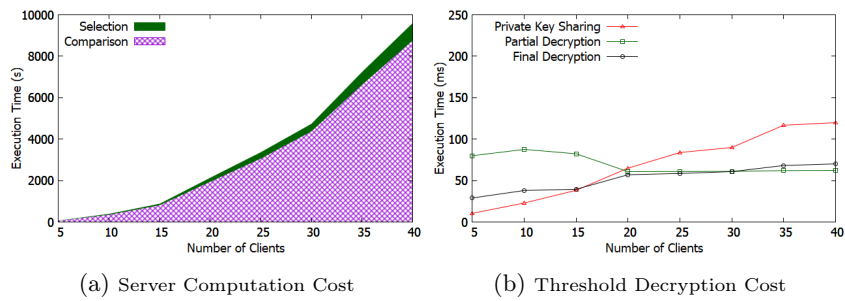 Execution Time (s)
10000
8000
6000
4000
2000
0
Selection
Comparison
5 10 15 20 25 30 35 40
Number of Clients
(a) Server Computation Cost
Execution Time (ms)
250
200
150
100
50
0
Private Key Sharing
Partial Decryption
Final Decryption
5 10 15 20 25 30 35 40
Number of Clients
(b) Threshold Decryption Cost